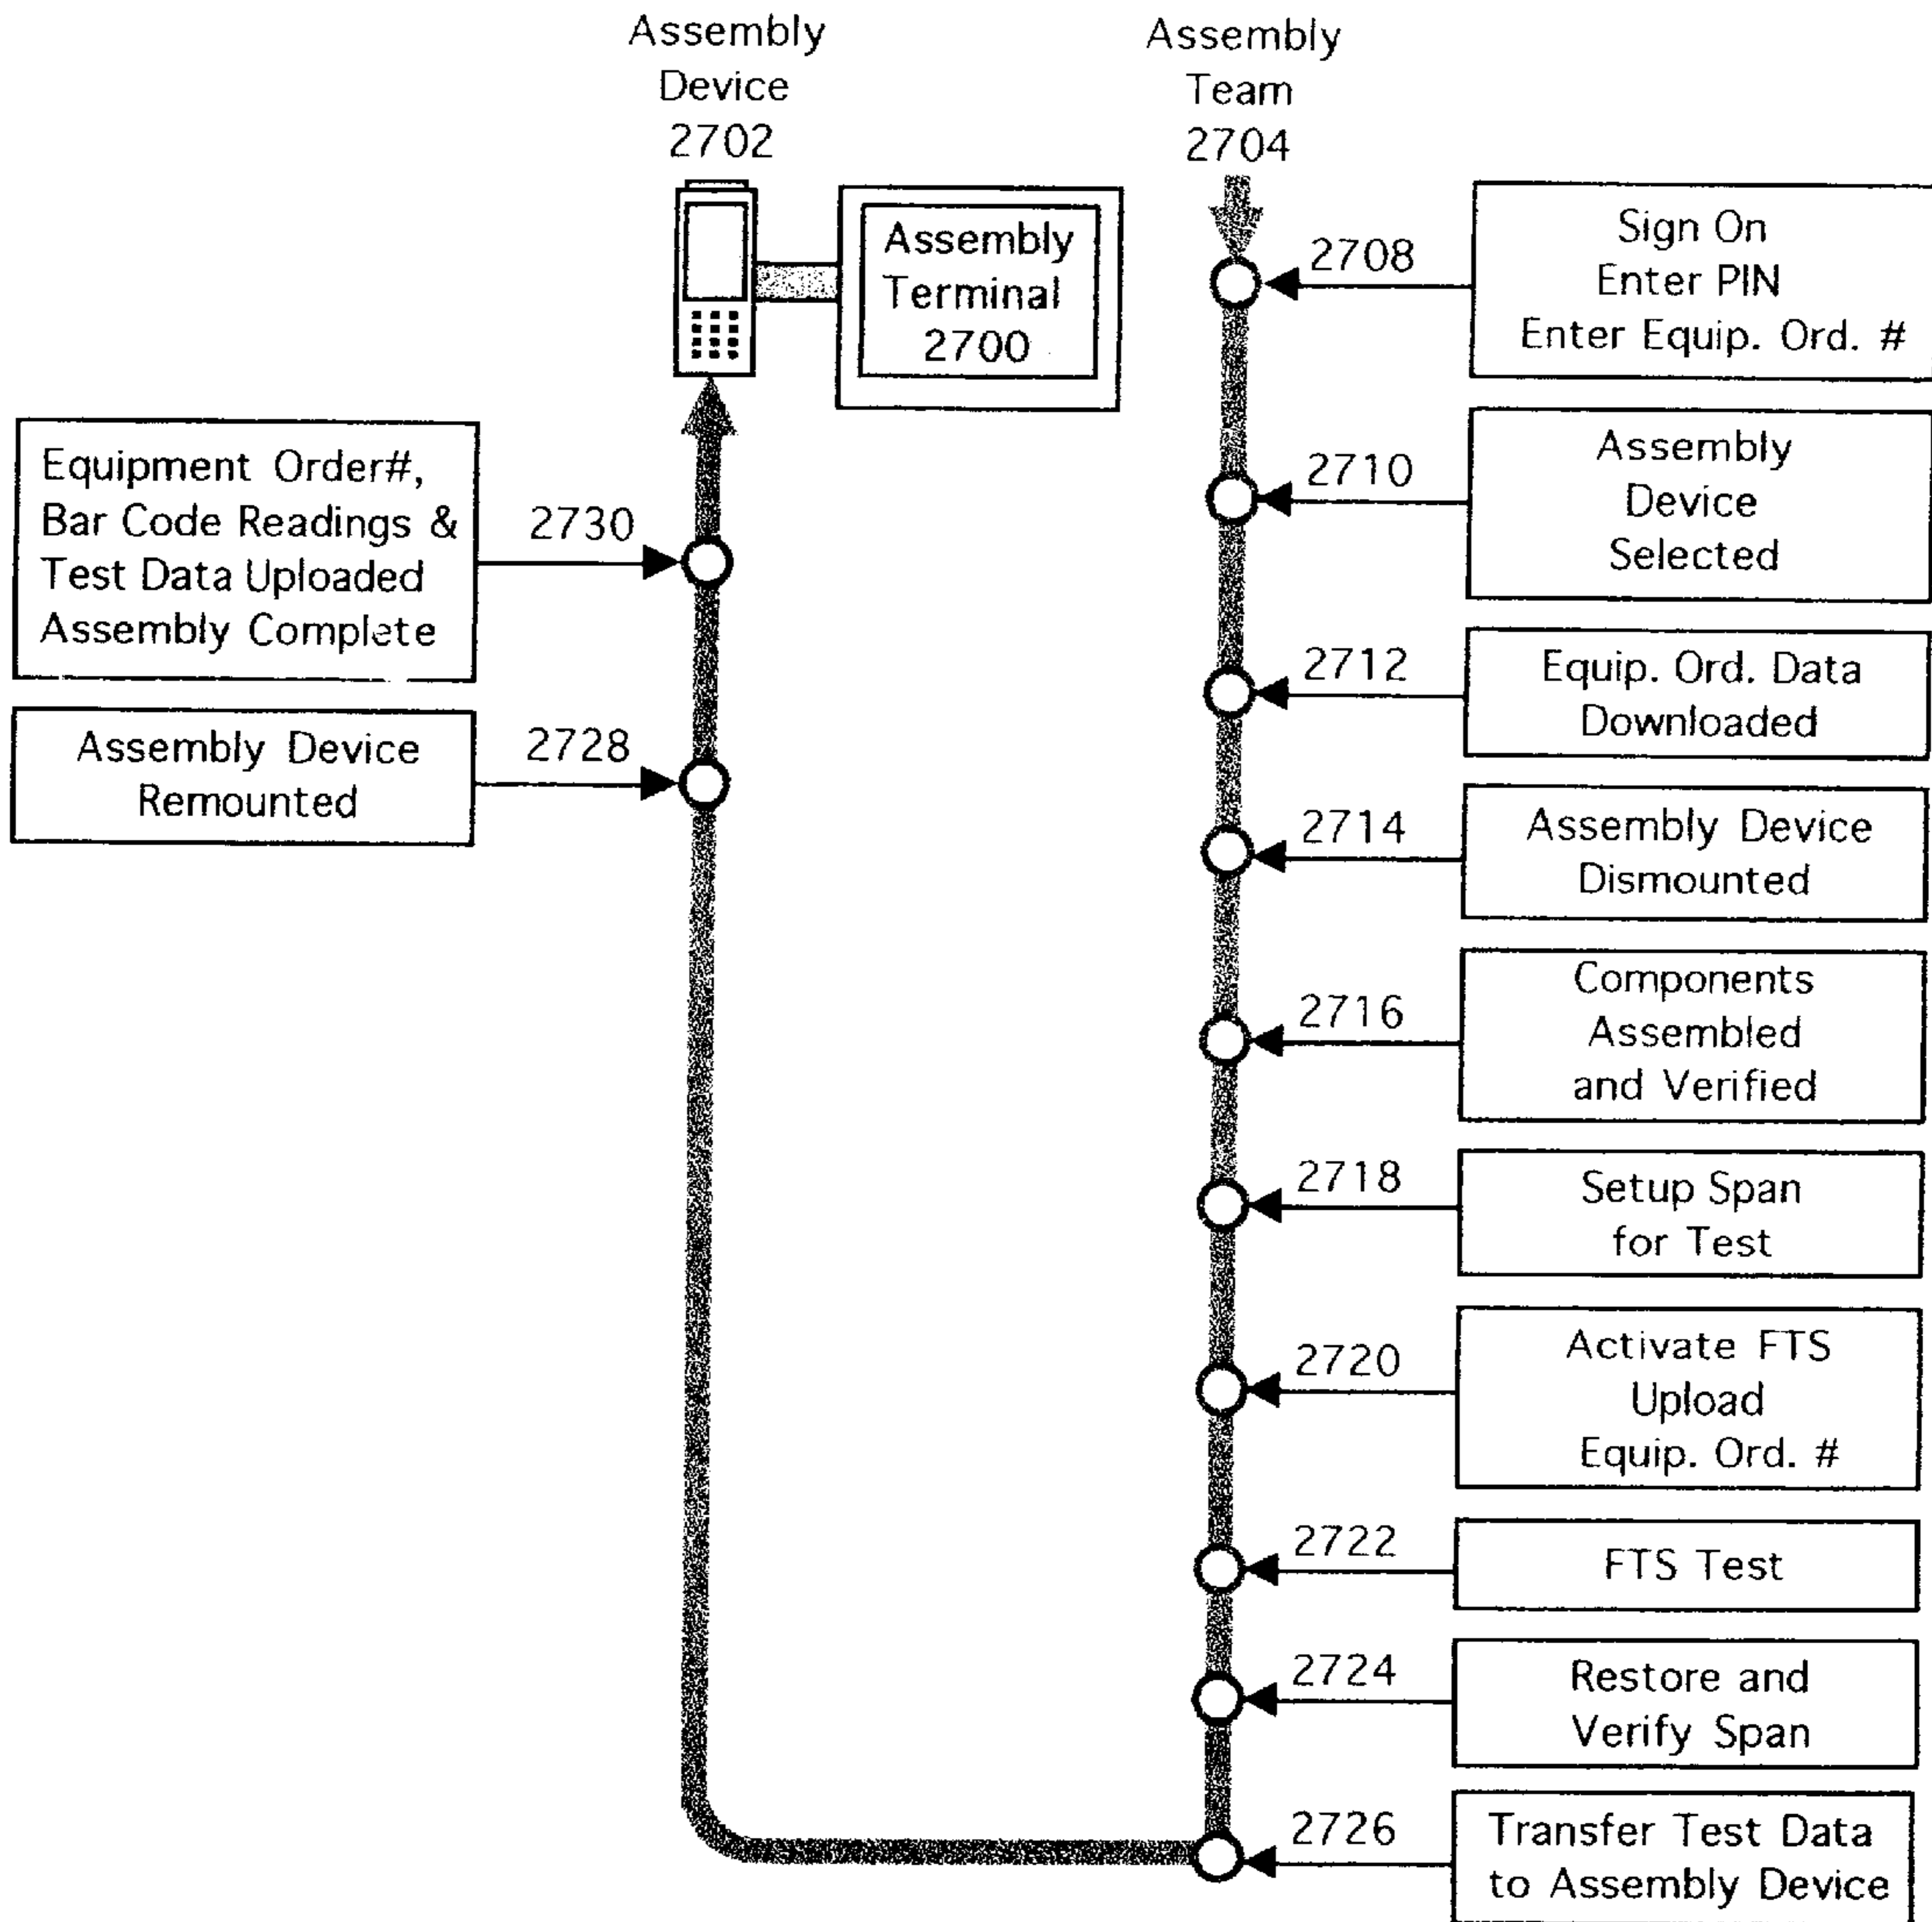 Assembly
Device
2702
Assembly
Team
2704
Assembly
Terminal
2700
2708
Sign On
Enter PIN
Enter Equip. Ord. #
2710
Assembly
Device
Selected
2712
Equip. Ord. Data
Downloaded
2714
Assembly Device
Dismounted
2716
Components
Assembled
and Verified
2718
Setup Span
for Test
2720
Activate FTS
Upload
Equip. Ord. #
2722
FTS Test
2724
Restore and
Verify Span
2726
Transfer Test Data
to Assembly Device
2728
Assembly Device
Remounted
2730
Equipment Order#,
Bar Code Readings &
Test Data Uploaded
Assembly Complete